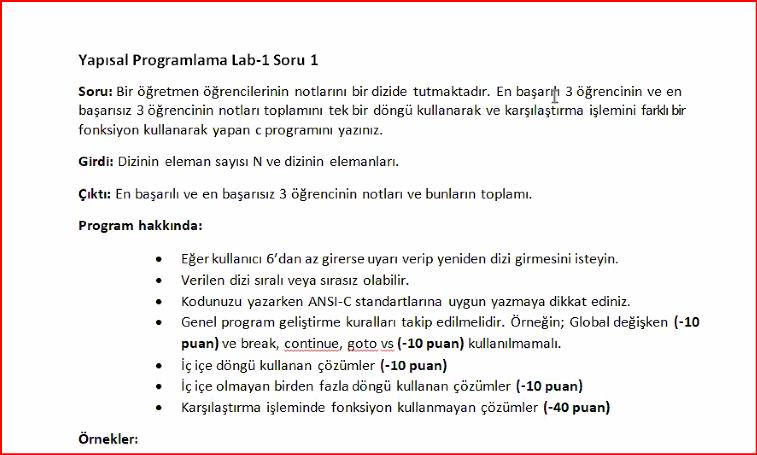 Yapısal Programlama Lab-1 Soru 1
Soru: Bir öğretmen öğrencilerinin notlarını bir dizide tutmaktadır. En başarılı 3 öğrencinin ve en
başarısız 3 öğrencinin notları toplamını tek bir döngü kullanarak ve karşılaştırma işlemini farklı bir
fonksiyon kullanarak yapan c programını yazınız.
Girdi: Dizinin eleman sayısı N ve dizinin elemanları.
Çıktı: En başarılı ve en başarısız 3 öğrencinin notları ve bunların toplamı.
Program hakkında:
• Eğer kullanıcı 6’dan az girerse uyarı verip yeniden dizi girmesini isteyin.
• Verilen dizi sıralı veya sırasız olabilir.
• Kodunuzu yazarken ANSI-C standartlarına uygun yazmaya dikkat ediniz.
• Genel program geliştirme kuralları takip edilmelidir. Örneğin; Global değişken (-10
puan) ve break, continue, goto vs (-10 puan) kullanılmamalı.
• İç içe döngü kullanan çözümler (-10 puan)
• İç içe olmayan birden fazla döngü kullanan çözümler (-10 puan)
• Karşılaştırma işleminde fonksiyon kullanmayan çözümler (-40 puan)
Örnekler: